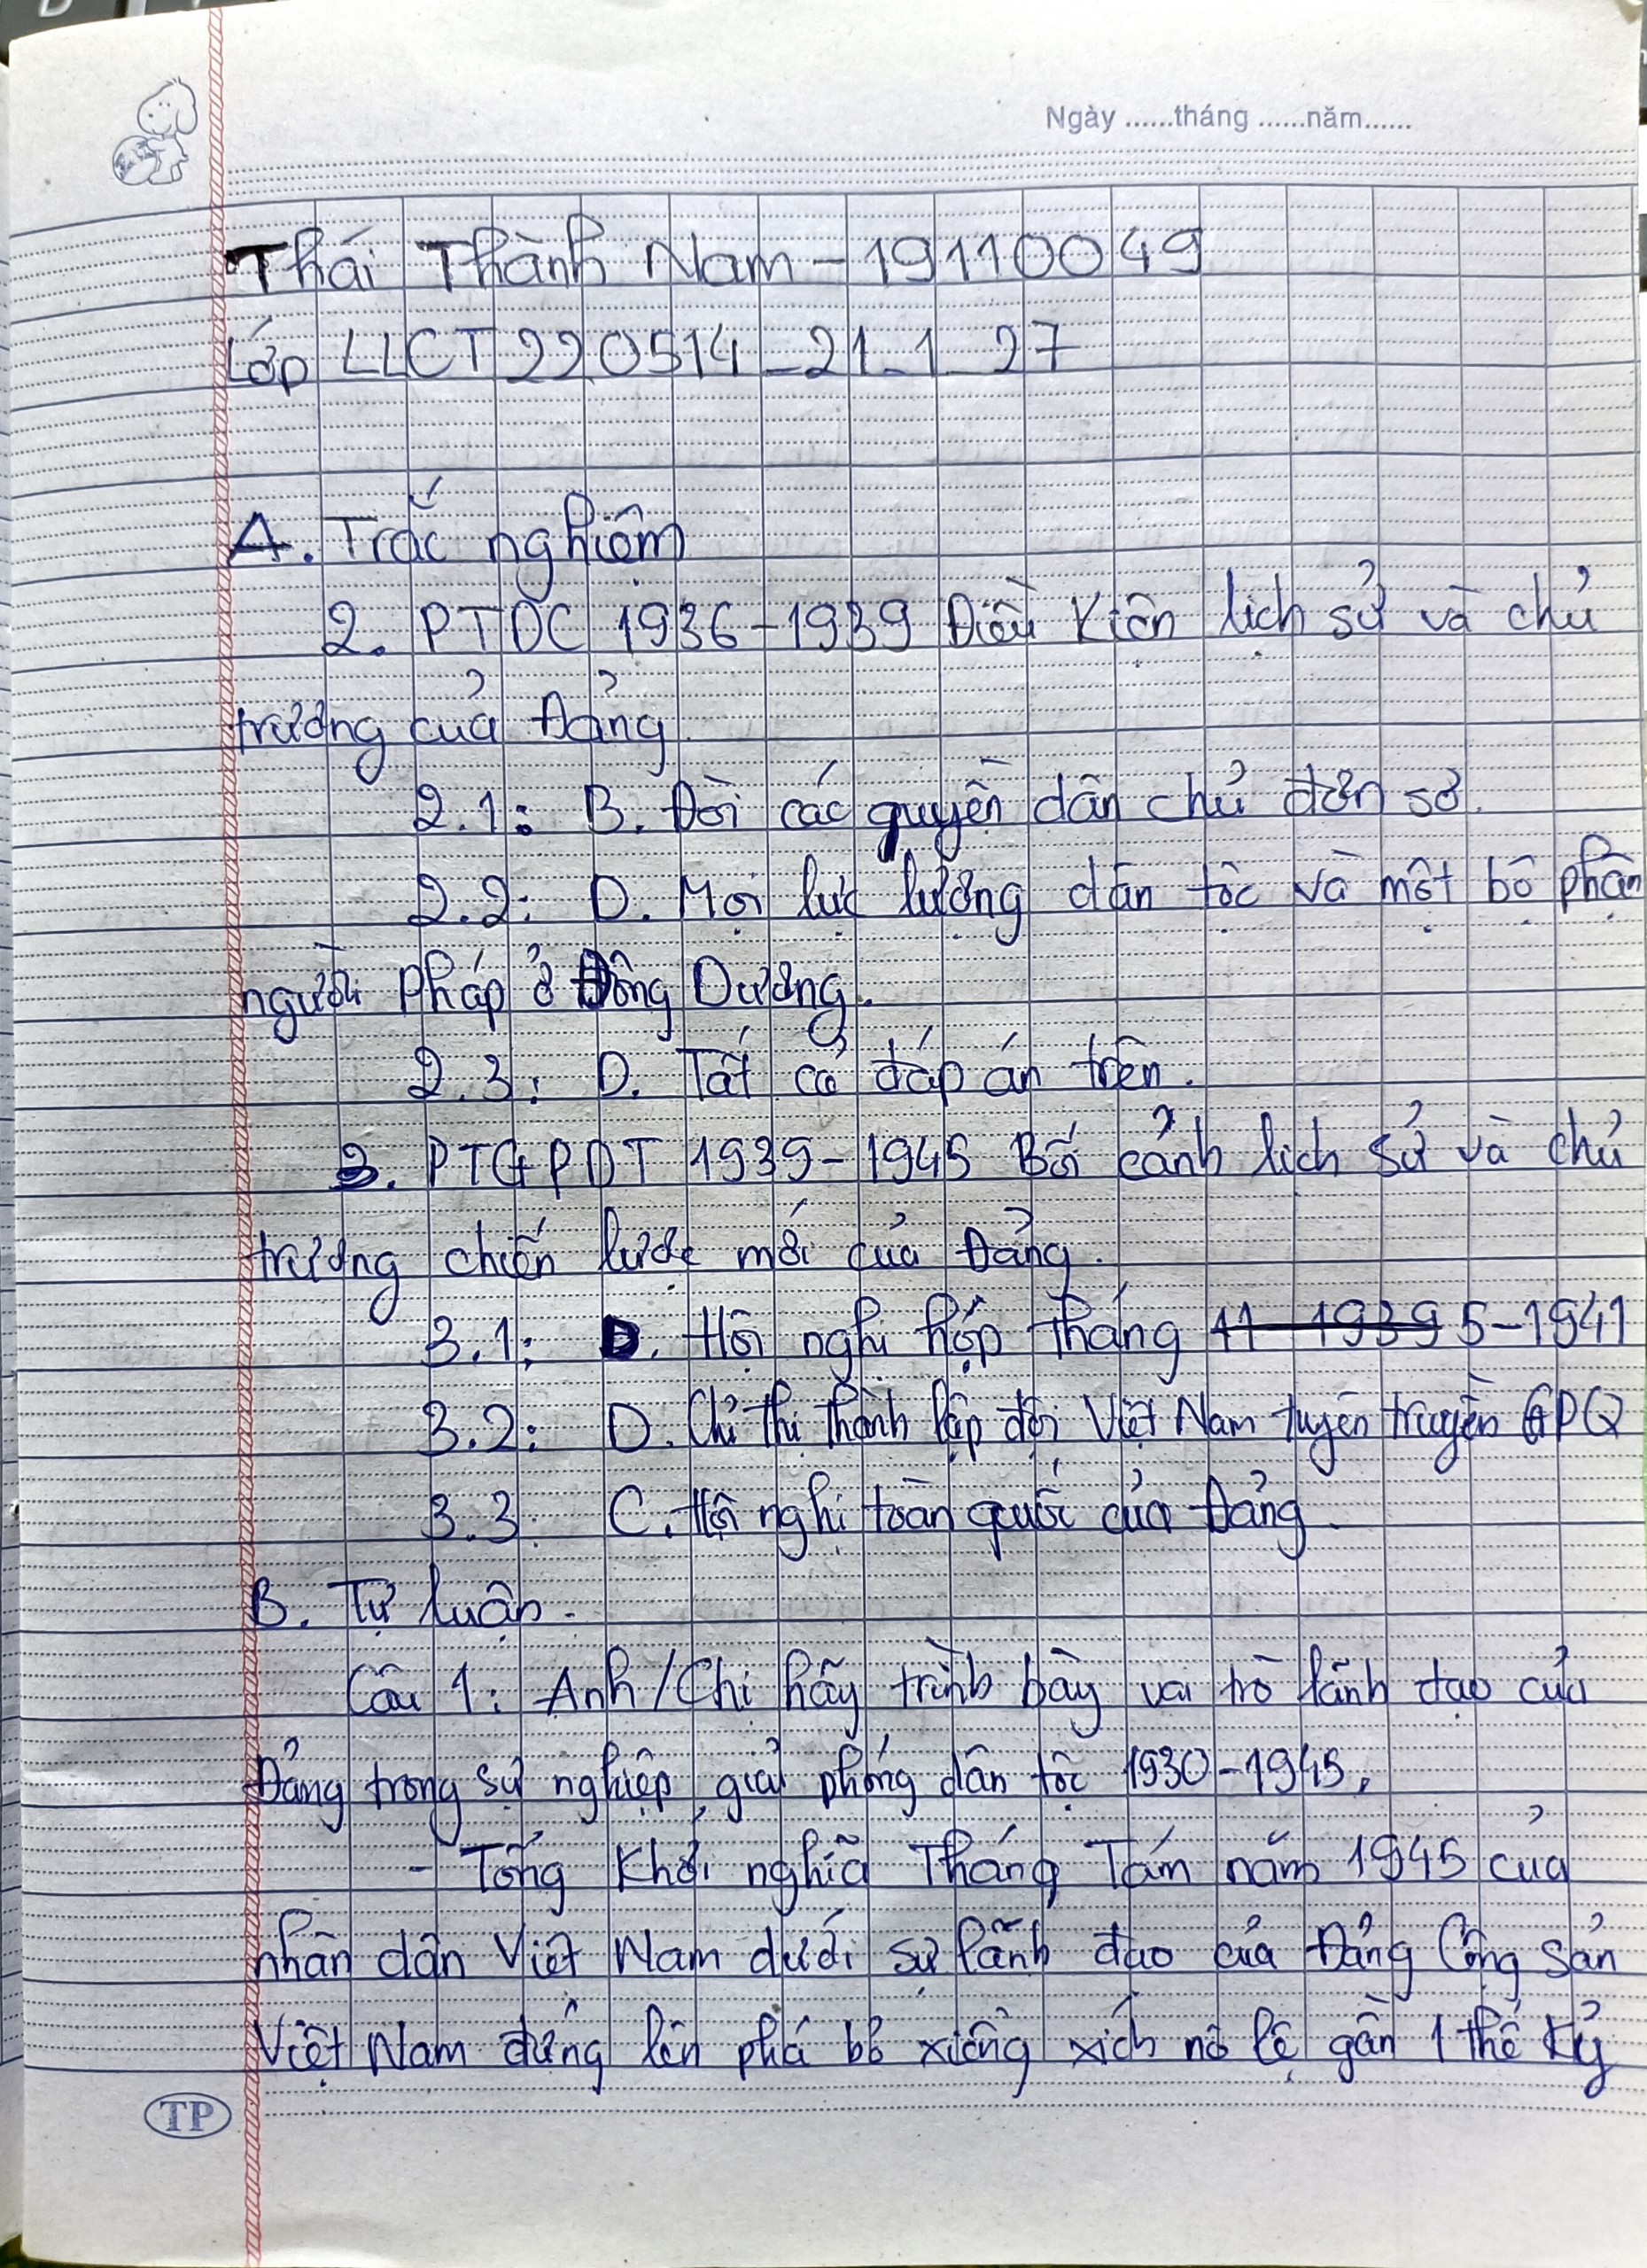 Ngày ......tháng ......năm......
Thái Thành Nam - 19110049
Lớp LLCT220514_21_1_27
A. Trắc nghiệm
2. PTDC 1936-1939 Điều kiện lịch sử và chủ
trương của Đảng.
2.1: B. Đòi các quyền dân chủ đơn sơ.
2.2: D. Mọi lực lượng dân tộc và một bộ phận
người Pháp ở Đông Dương.
2.3: D. Tất cả đáp án trên.
3. PTGPDT 1939-1945 Bối cảnh lịch sử và chủ
trương chiến lược mới của Đảng.
3.1: D. Hội nghị họp tháng 11-1939 5-1941
3.2: D. Chỉ thị thành lập đội Việt Nam tuyên truyền GPQ
3.3: C. Hội nghị toàn quốc của Đảng.
B. Tự luận.
Câu 1: Anh/Chị hãy trình bày vai trò lãnh đạo của
Đảng trong sự nghiệp giải phóng dân tộc 1930-1945.
- Tổng khởi nghĩa Tháng Tám năm 1945 của
nhân dân Việt Nam dưới sự lãnh đạo của Đảng Cộng sản
Việt Nam đứng lên phá bỏ xiềng xích nô lệ gần 1 thế kỷ
TP